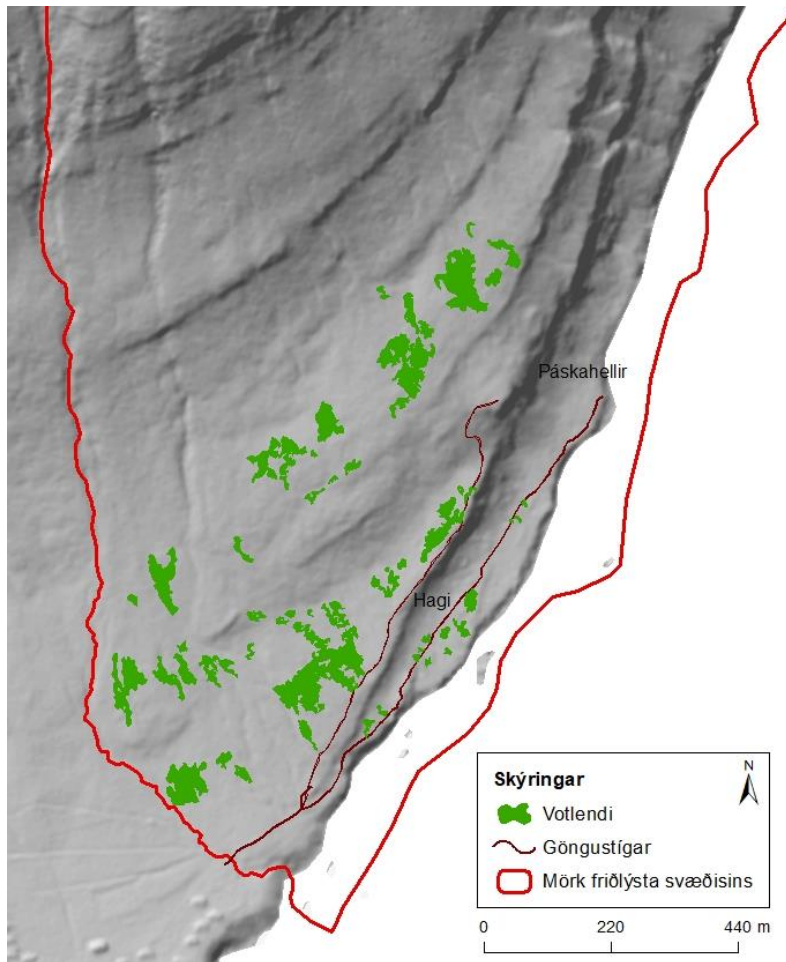 Páskahellir
Hagi
Skýringar
N
Votlendi
Göngustígar
Mörk friðlýsta svæðisins
0 220 440 m